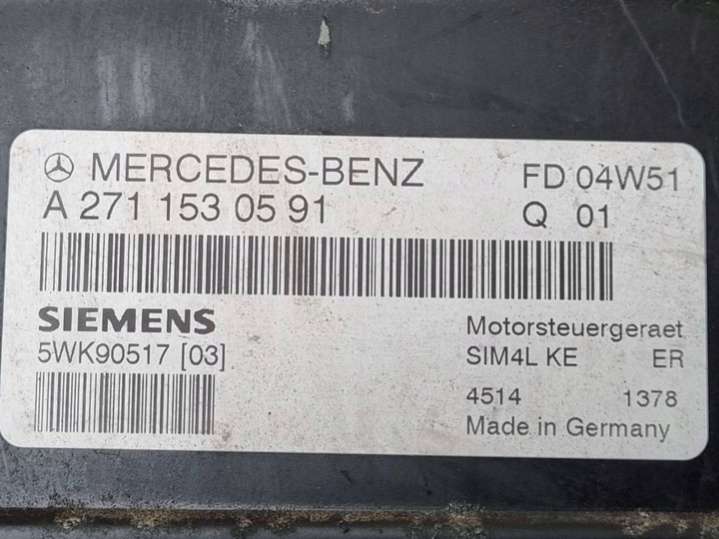 MERCEDES-BENZ FD 04W51
A 271 153 05 91 Q 01
SIEMENS
5WK90517 [03]
Motorsteuergeraet
SIM4L KE ER
4514 1378
Made in Germany